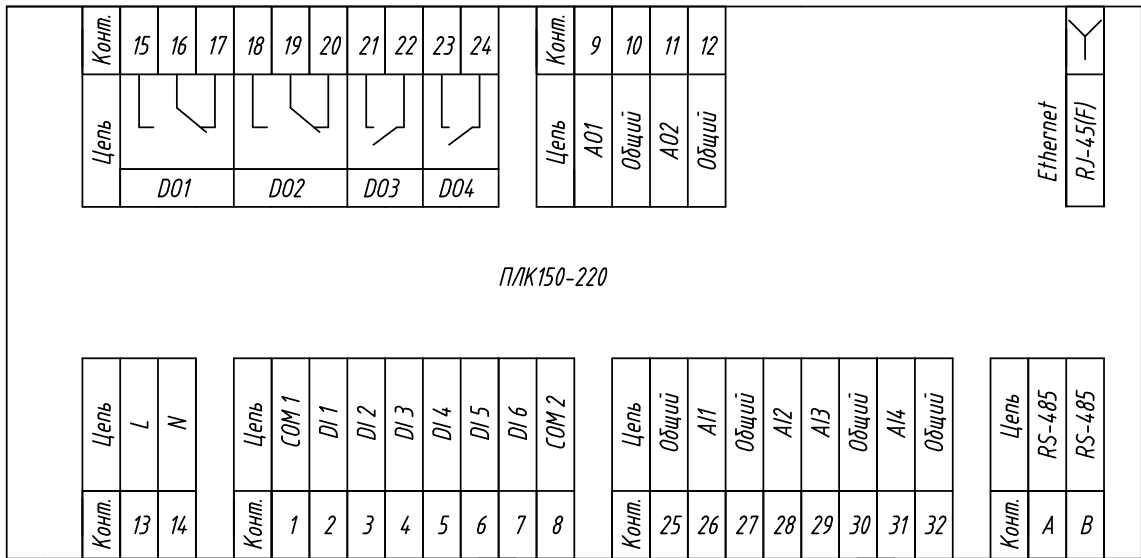 Конт. 15 16 17 18 19 20 21 22 23 24
Цепь
DO1 DO2 DO3 DO4
Конт. 9 10 11 12
Цепь AO1 Общий AO2 Общий
Ethernet
RJ-45(F)
ПЛК150-220
Цепь L N
Конт. 13 14
Цепь COM 1 DI 1 DI 2 DI 3 DI 4 DI 5 DI 6 COM 2
Конт. 1 2 3 4 5 6 7 8
Цепь Общий AI1 Общий AI2 AI3 Общий AI4 Общий
Конт. 25 26 27 28 29 30 31 32
Цепь RS-485 RS-485
Конт. A B